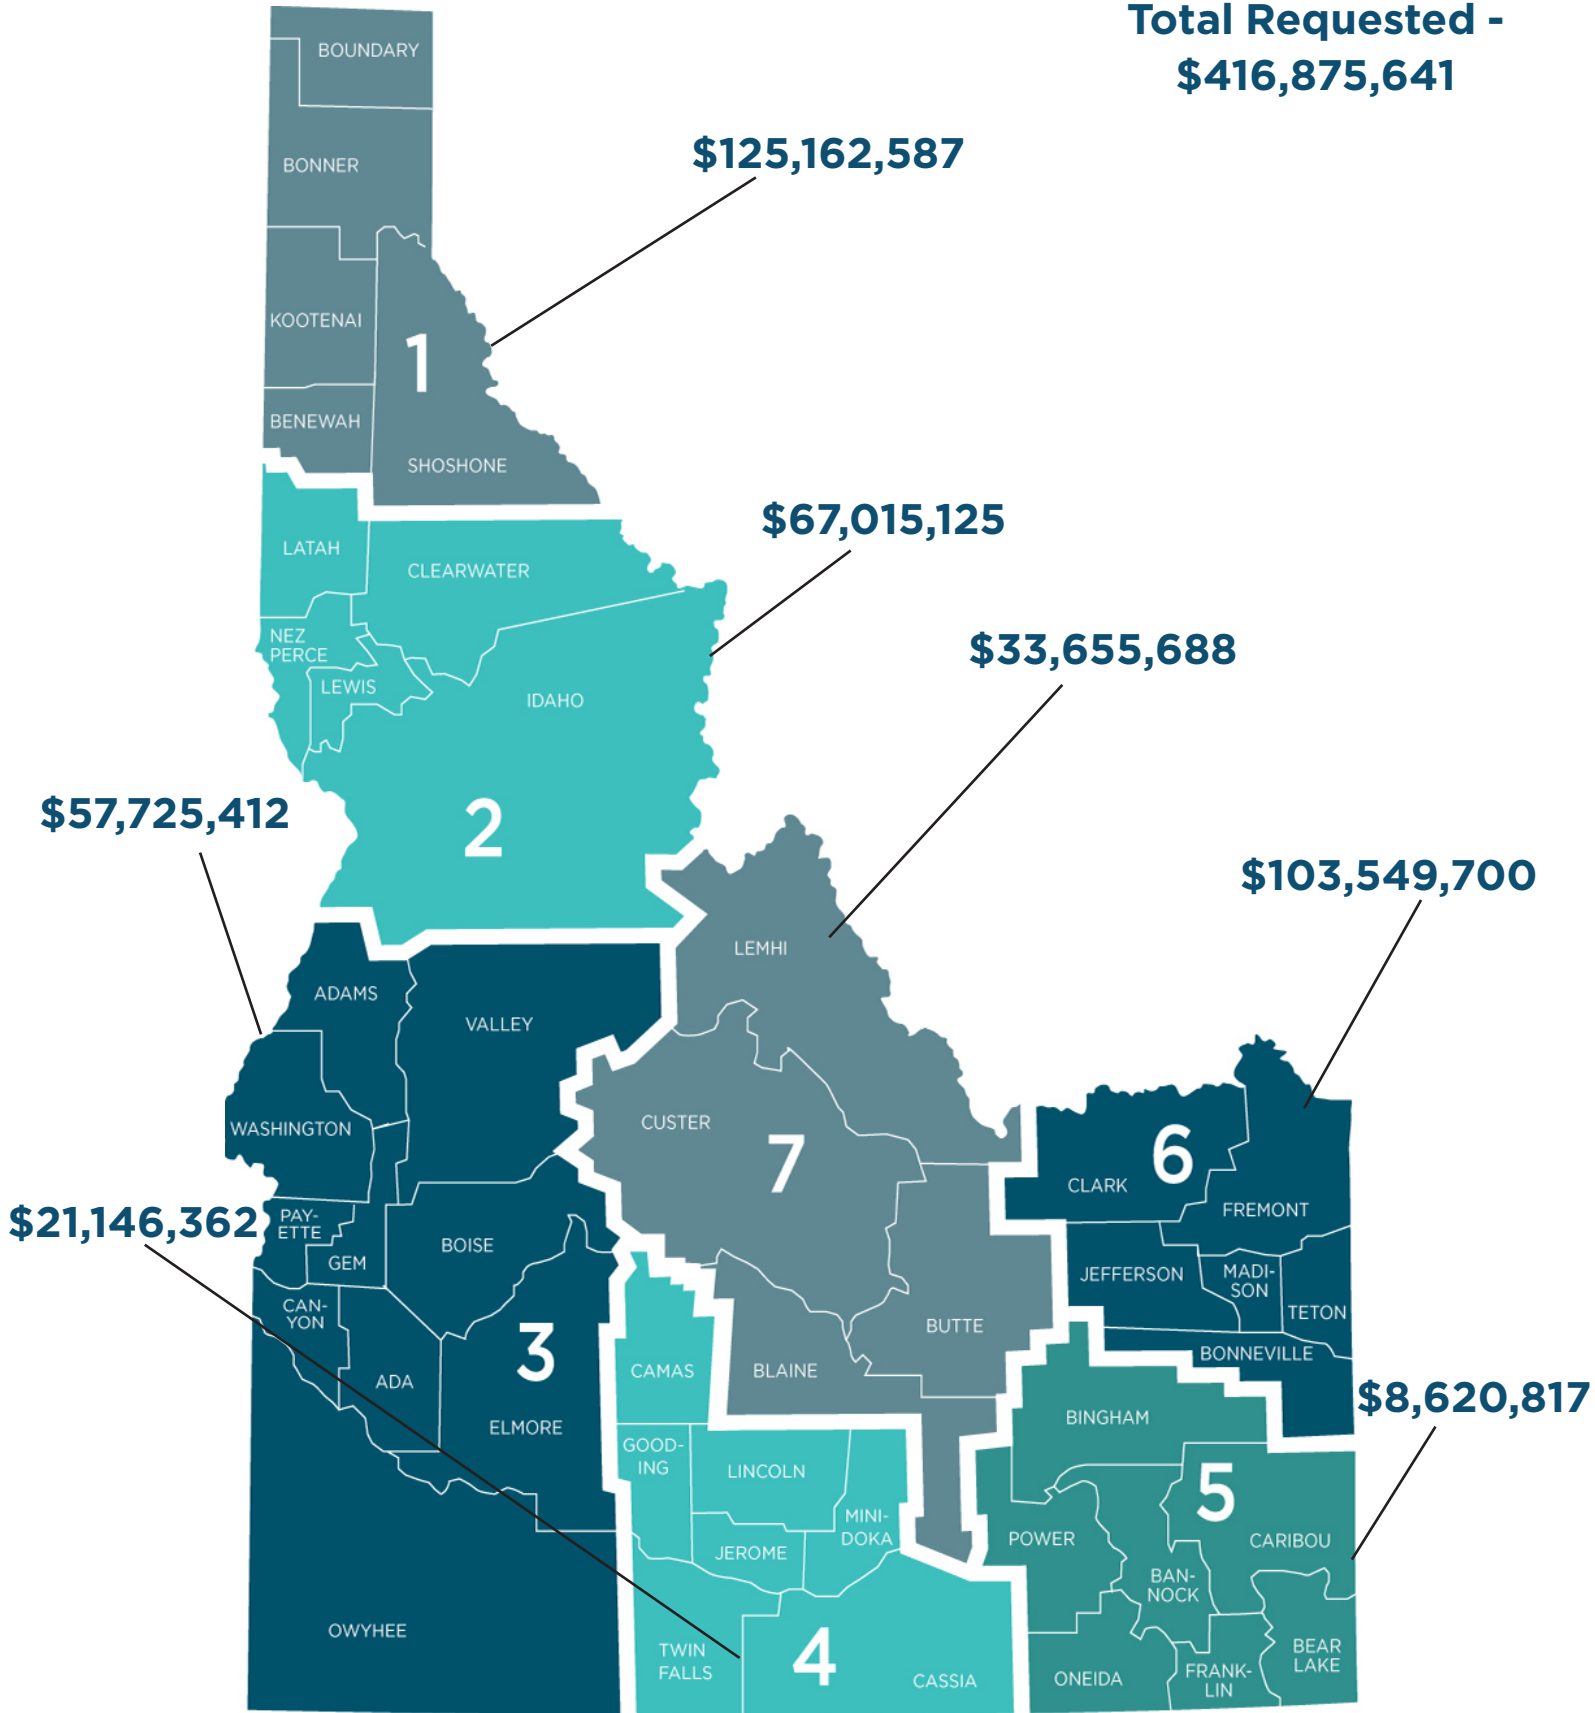 Total Requested -
$416,875,641
BOUNDARY
$125,162,587
BONNER
KOOTENAI
1
BENEWAH
SHOSHONE
$67,015,125
LATAH
CLEARWATER
NEZ
PERCE
LEWIS
IDAHO
$33,655,688
2
$57,725,412
$103,549,700
LEMHI
ADAMS
VALLEY
CUSTER
WASHINGTON
7
6
CLARK
FREMONT
$21,146,362
PAY-
ETTE
GEM
BOISE
JEFFERSON
MADI-
SON
TETON
CAN-
YON
3
BUTTE
BONNEVILLE
CAMAS
BLAINE
ADA
$8,620,817
ELMORE
BINGHAM
GOOD-
ING
LINCOLN
5
MINI-
DOKA
POWER
CARIBOU
JEROME
BAN-
NOCK
OWYHEE
TWIN
FALLS
4
CASSIA
ONEIDA
FRANK-
LIN
BEAR
LAKE